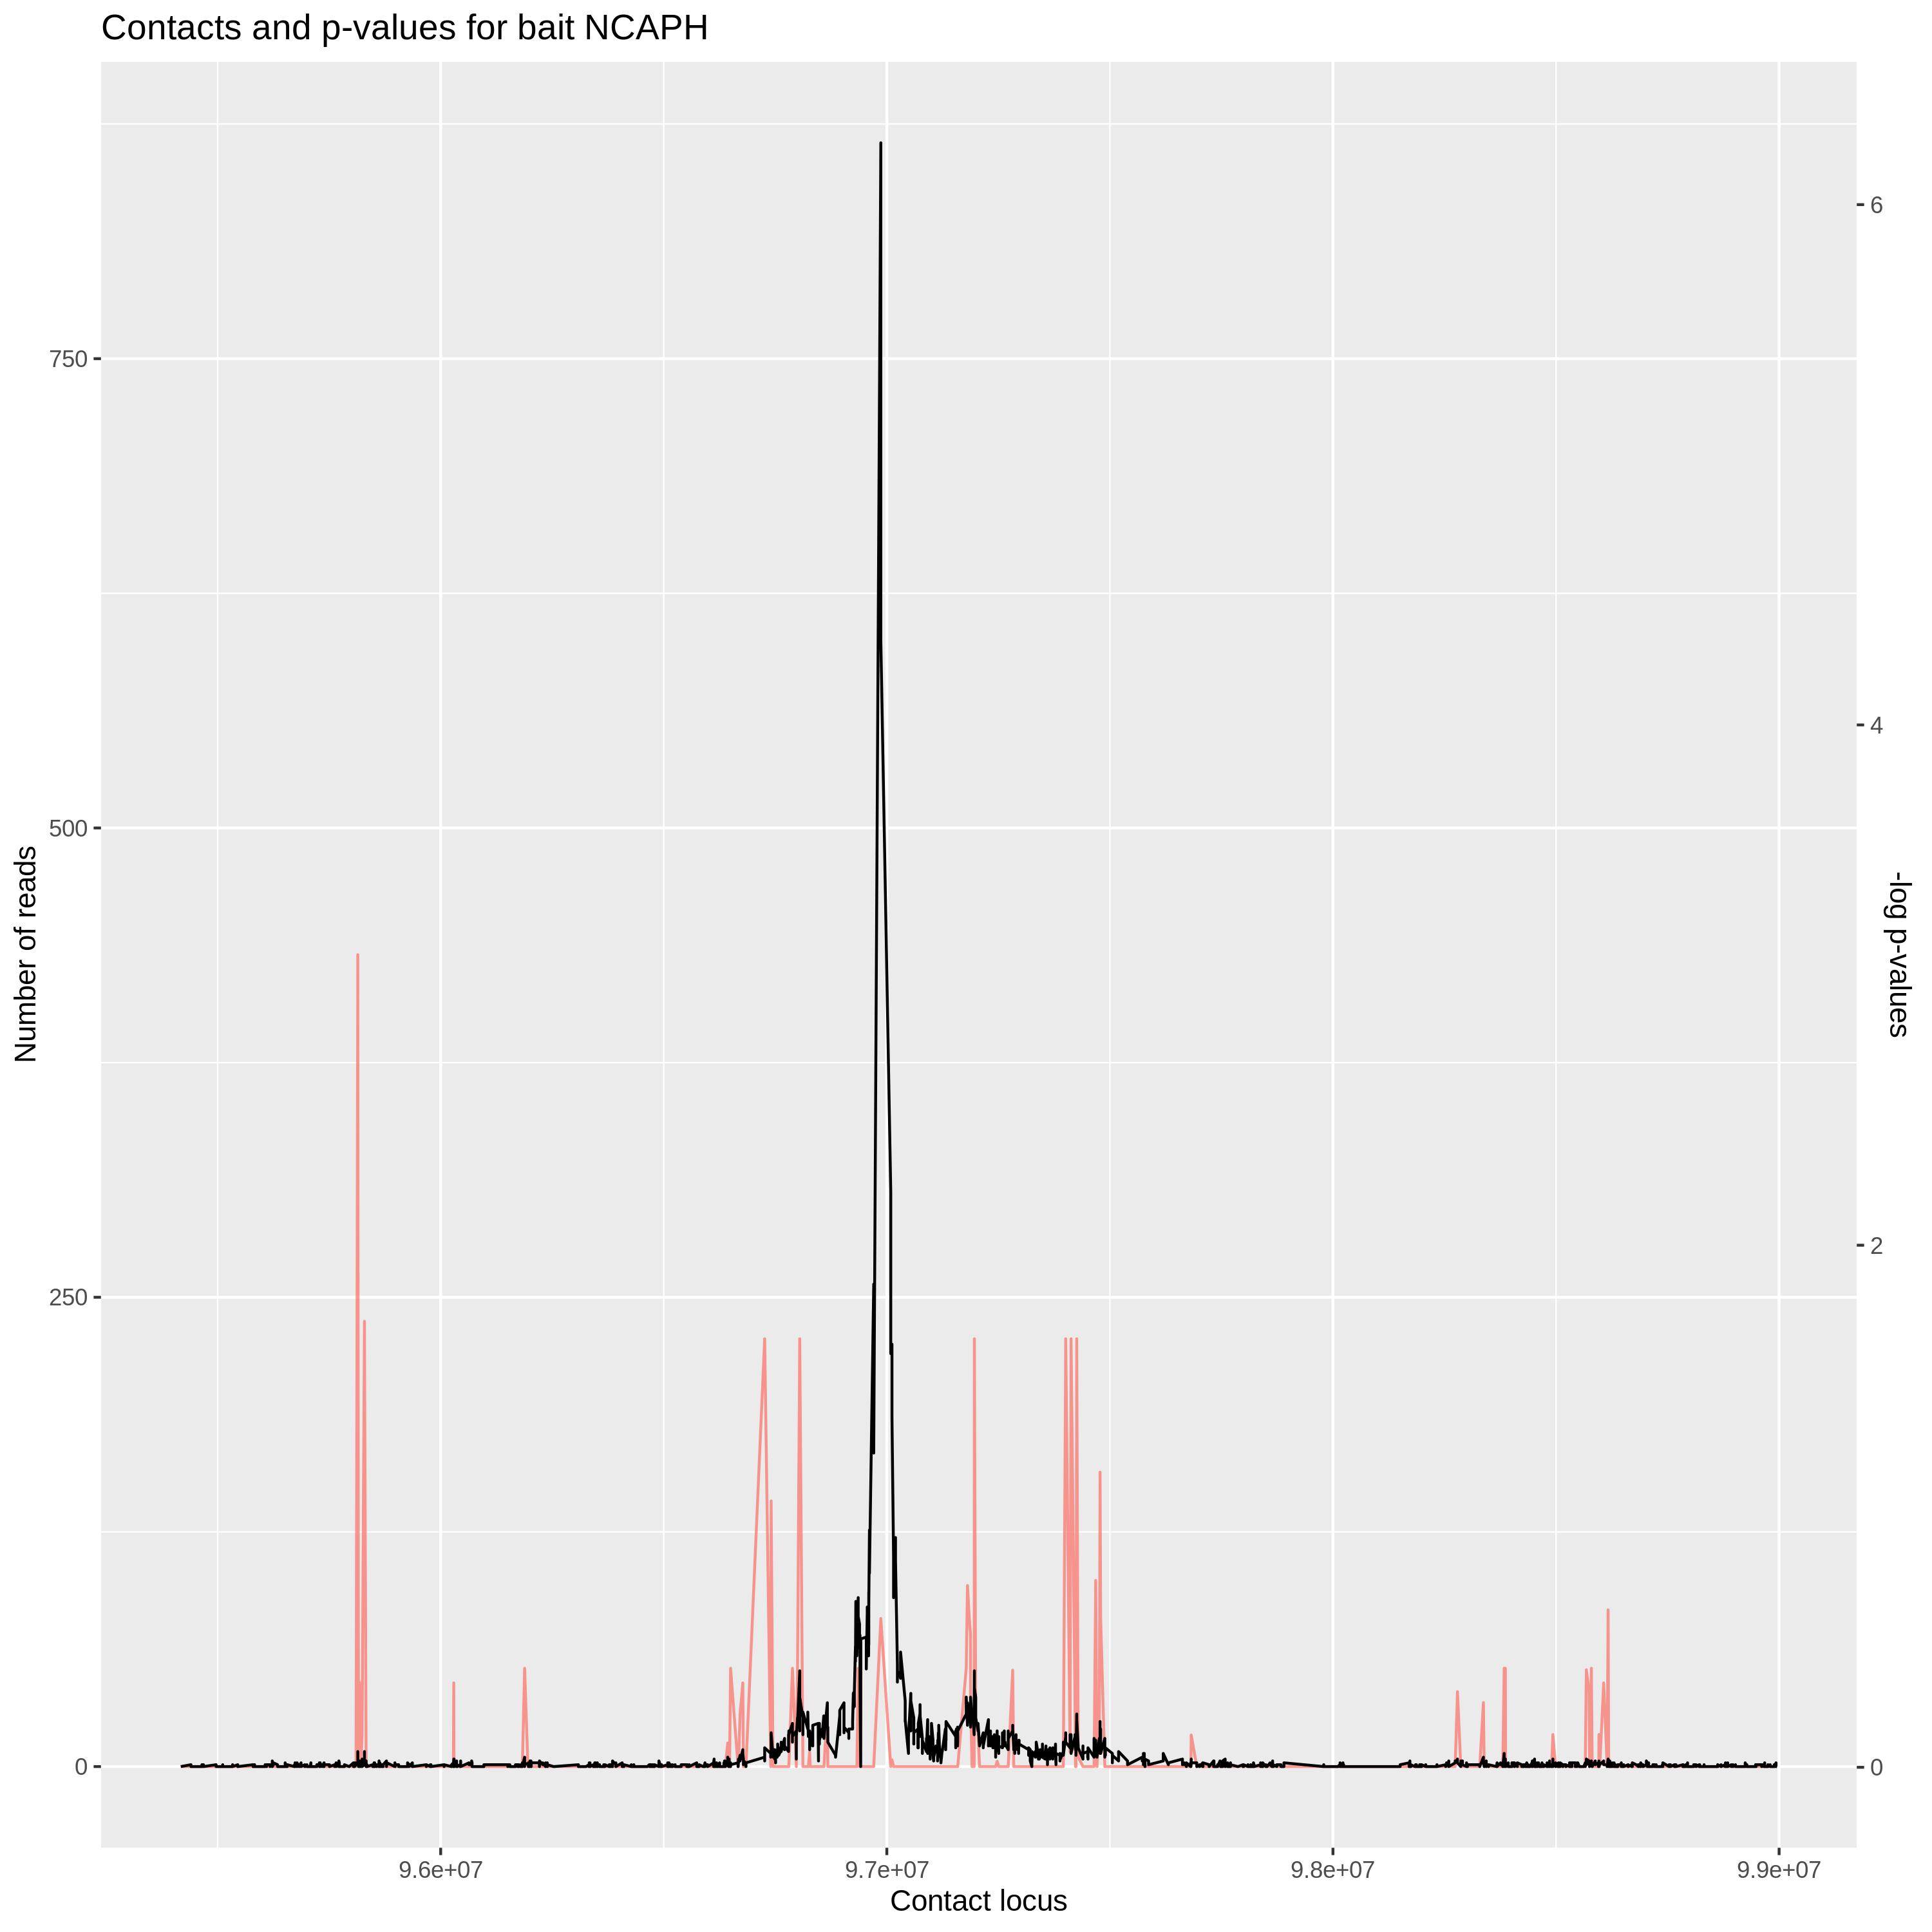 Contacts and p-values for bait NCAPH
Number of reads
750
500
250
0
6
4
2
0
-log p-values
9.6e+07
9.7e+07
9.8e+07
9.9e+07
Contact locus